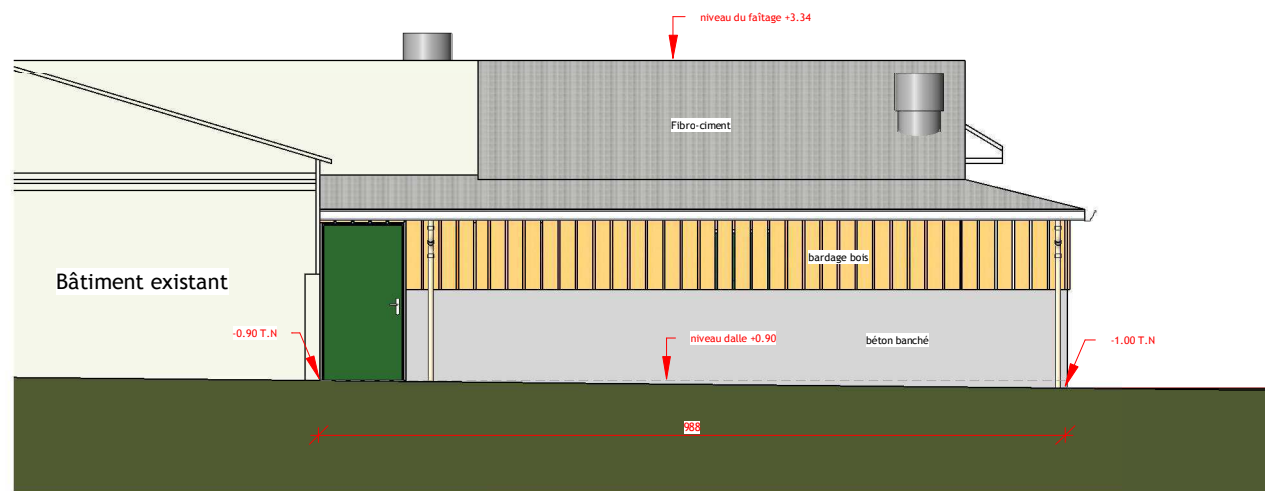 niveau du faîtage +3.34
Fibro-ciment
bardage bois
Bâtiment existant
-0.90 T.N
niveau dalle +0.90
béton banché
-1.00 T.N
988